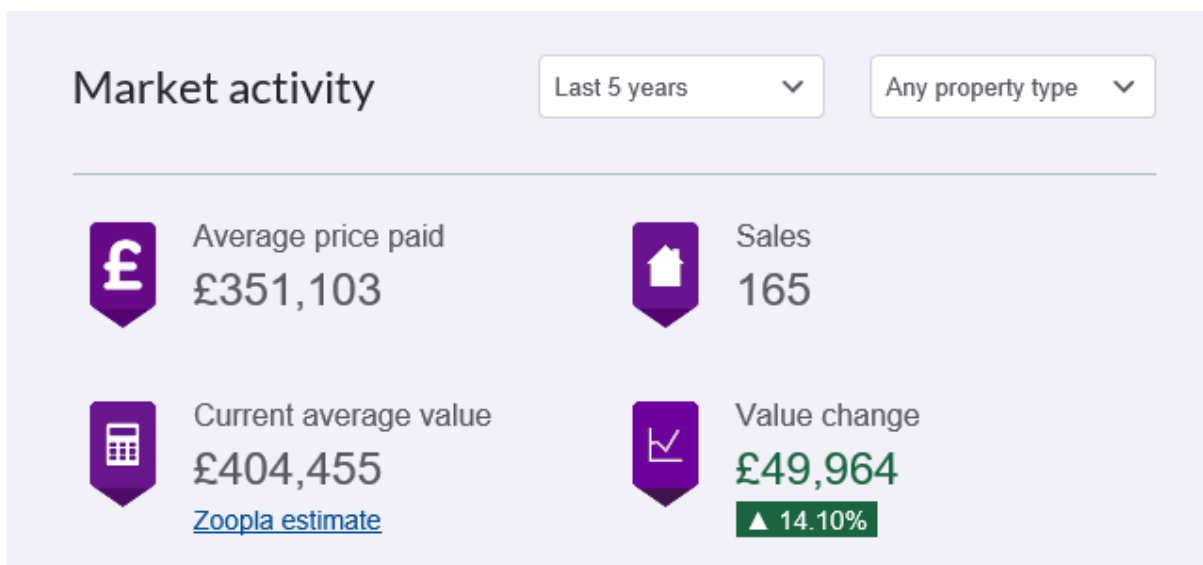 Market activity
Last 5 years
Any property type
£
Average price paid
£351,103
Sales
165
Current average value
£404,455
Zoopla estimate
Value change
£49,964
▲ 14.10%